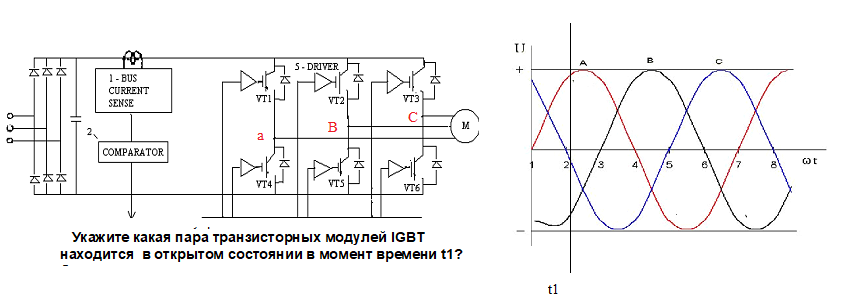 1 - BUS
CURRENT
SENSE
2
COMPARATOR
5 - DRIVER
VT1
VT2
VT3
a
B
C
M
VT4
VT5
VT6
Укажите какая пара транзисторных модулей IGBT
находится в открытом состоянии в момент времени t1?
U
A
B
C
+
1
2
3
4
5
6
7
8
ωt
−
t1